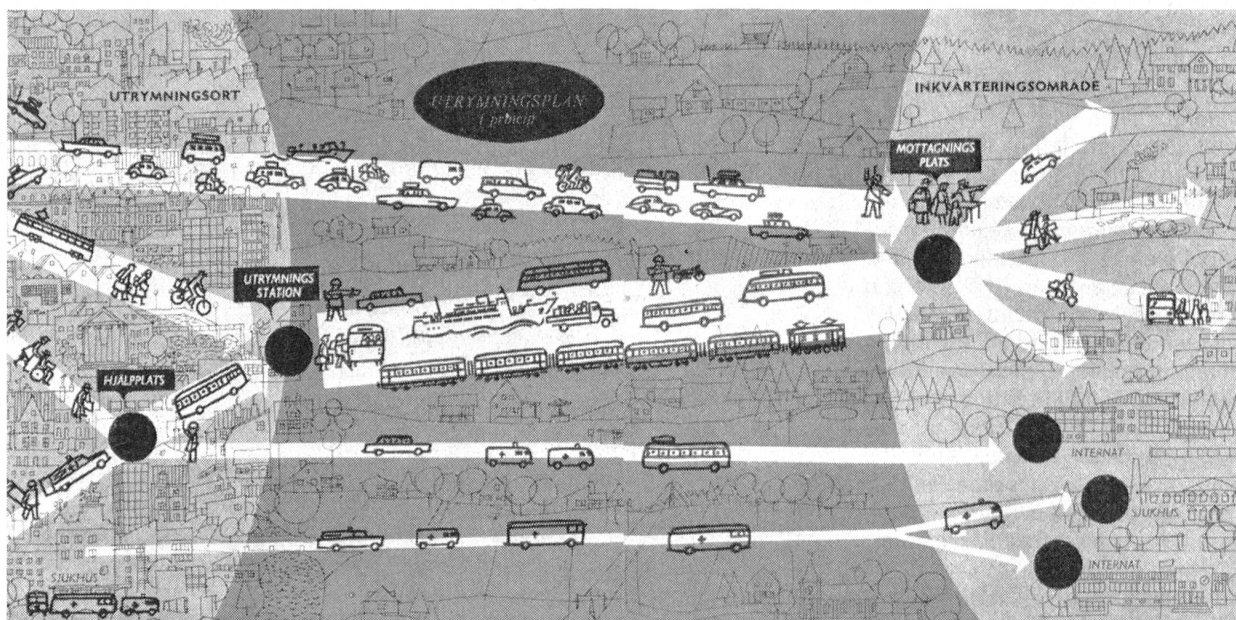 UTRYMNINGSORT
UTRYMNINGSPLAN
i princip
INKVARTERINGSOMRÅDE
MOTTAGNINGS
PLATS
UTRYMNINGS
STATION
HJÄLPPLATS
INTERNAT
SJUKHUS
INTERNAT
SJUKHUS